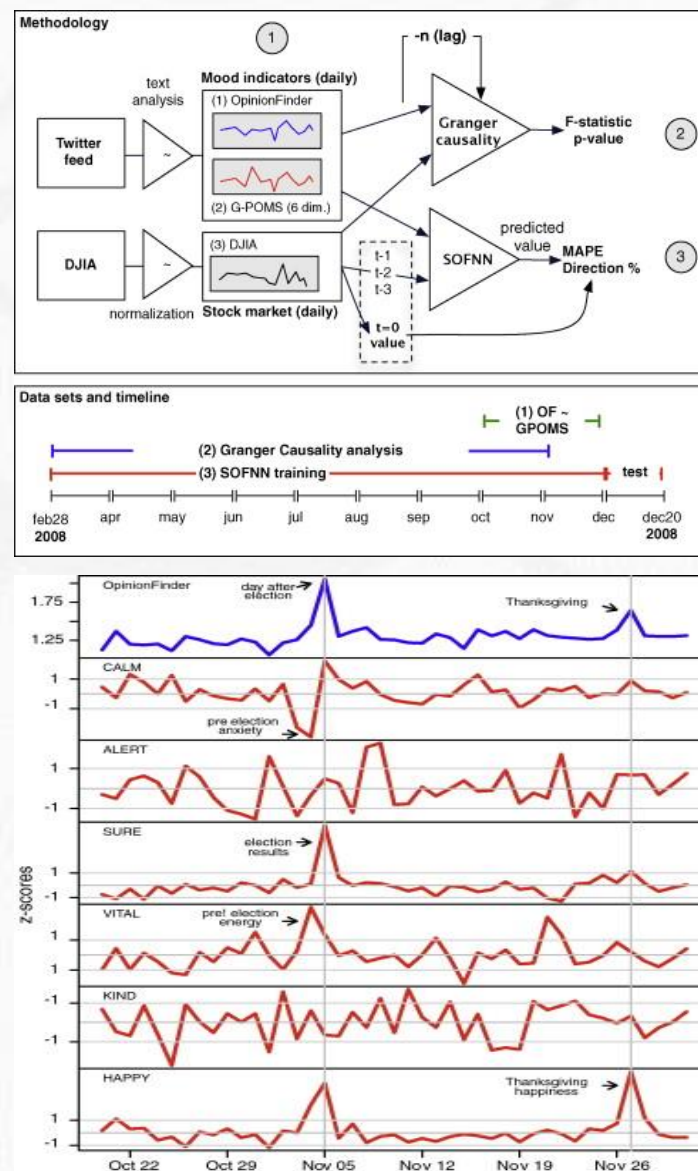 Methodology
1
-n (lag)
text
analysis
Mood indicators (daily)
(1) OpinionFinder
Twitter
feed
~
Granger
causality
F-statistic
p-value
2
(2) G-POMS (6 dim.)
DJIA
~
(3) DJIA
t-1
t-2
t-3
SOFNN
predicted
value
MAPE
Direction %
3
normalization
Stock market (daily)
t=0
value
Data sets and timeline
(1) OF ~
GPOMS
(2) Granger Causality analysis
(3) SOFNN training
test
feb28 apr may jun jul aug sep oct nov dec dec20
2008 2008
OpinionFinder
day after
election
Thanksgiving
1.75
1.25
CALM
1
-1
pre election
anxiety
ALERT
1
-1
SURE
election
results
1
-1
z-scores
VITAL
pre! election
energy
1
1
KIND
-1
-1
HAPPY
Thanksgiving
happiness
1
-1
Oct 22 Oct 29 Nov 05 Nov 12 Nov 19 Nov 26